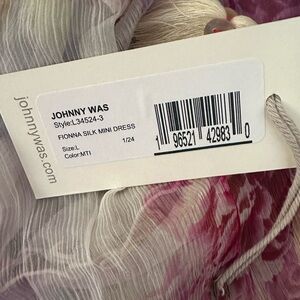 johnnywas.com
JOHNNY WAS
Style:L34524-3
FIONNA SILK MINI DRESS
1/24
Size:L
Color:MTI
1 96521 42983 0